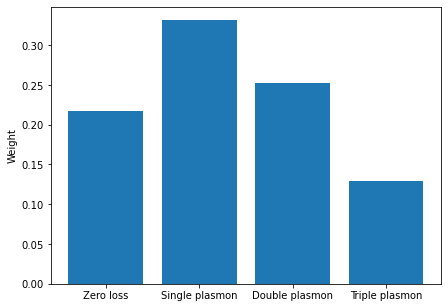 0.30
0.25
0.20
0.15
0.10
0.05
0.00
Weight
Zero loss
Single plasmon
Double plasmon
Triple plasmon